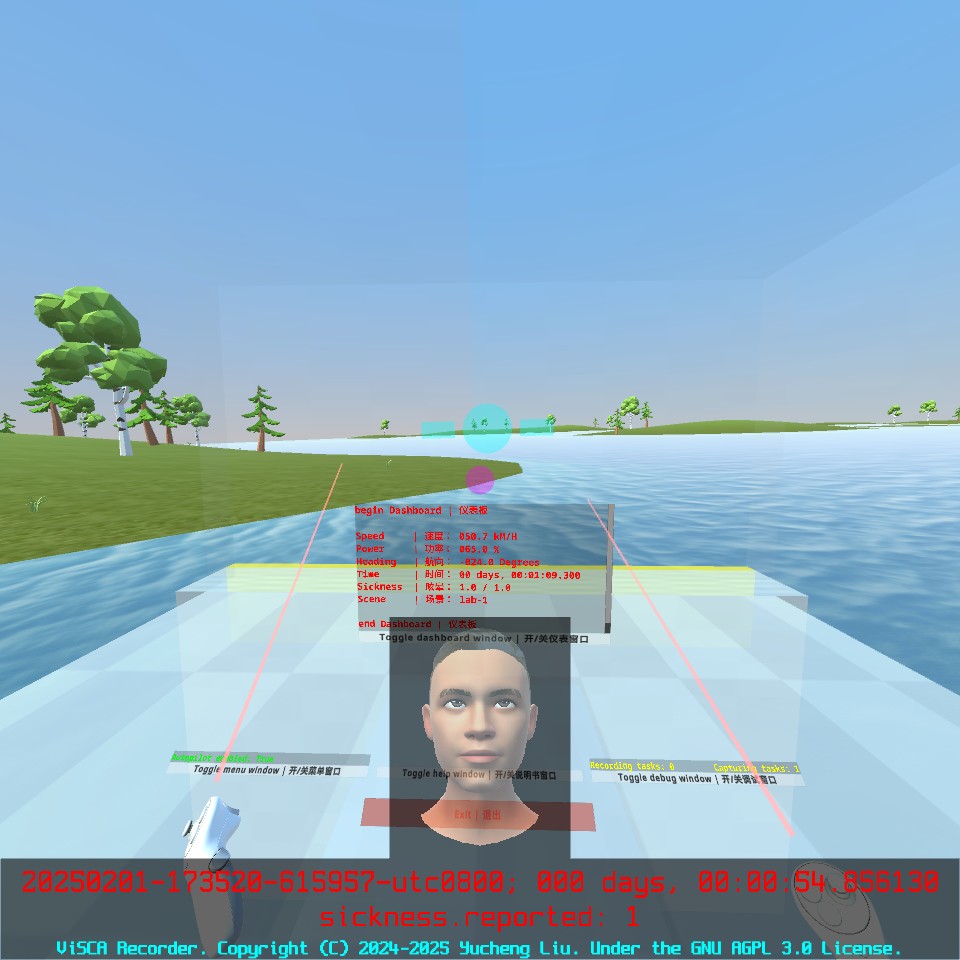 begin Dashboard | 仪表板
Speed | 速度: 050.7 kM/H
Power | 功率: 065.0 %
Heading | 航向: -024.0 Degrees
Time | 时间: 00 days, 00:01:09.300
Sickness | 眩晕: 1.0 / 1.0
Scene | 场景: lab-1
end Dashboard | 仪表板
Toggle dashboard window | 开/关仪表窗口
Autopilot enabled: True
Toggle menu window | 开/关菜单窗口
Toggle help window | 开/关说明书窗口
Recording tasks: 0 Capturing tasks: 1
Toggle debug window | 开/关调试窗口
Exit | 退出
20250201-173520-615957-utc0800; 000 days, 00:00:54.856130
sickness.reported: 1
ViSCA Recorder. Copyright (C) 2024-2025 Yucheng Liu. Under the GNU AGPL 3.0 License.